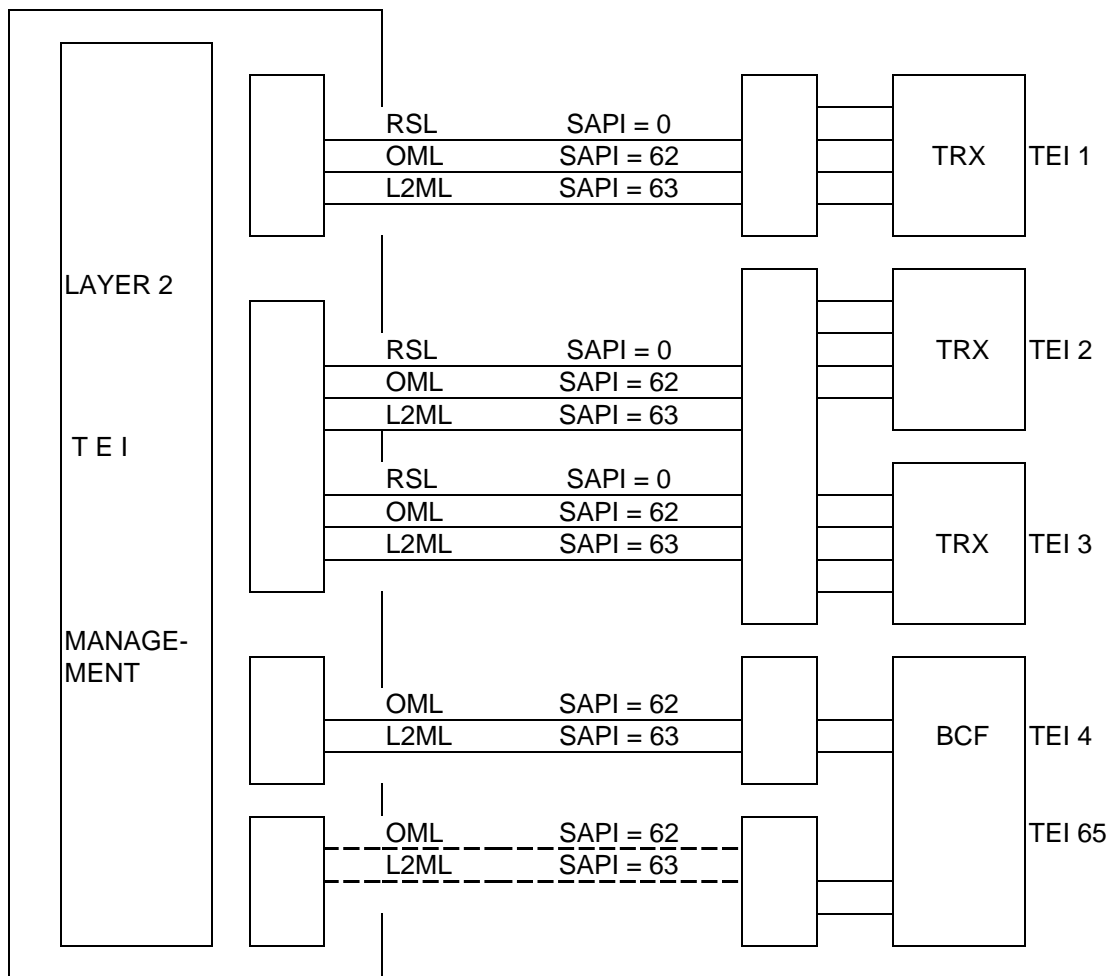 RSL SAPI = 0
OML SAPI = 62 TRX TEI 1
L2ML SAPI = 63
LAYER 2
RSL SAPI = 0 TRX TEI 2
OML SAPI = 62
L2ML SAPI = 63
T E I
RSL SAPI = 0
OML SAPI = 62
L2ML SAPI = 63 TRX TEI 3
MANAGE-
MENT
OML SAPI = 62
L2ML SAPI = 63 BCF TEI 4
OML SAPI = 62 TEI 65
L2ML SAPI = 63